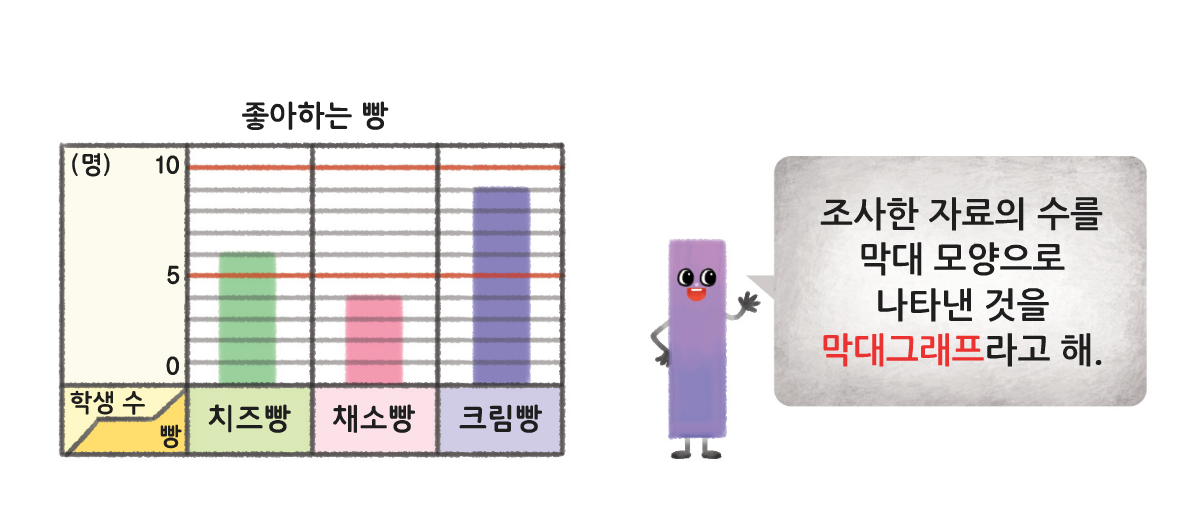 좋아하는 빵
(명) 10
5
0
학생 수
빵
치즈빵 채소빵 크림빵
조사한 자료의 수를
막대 모양으로
나타낸 것을
막대그래프라고 해.